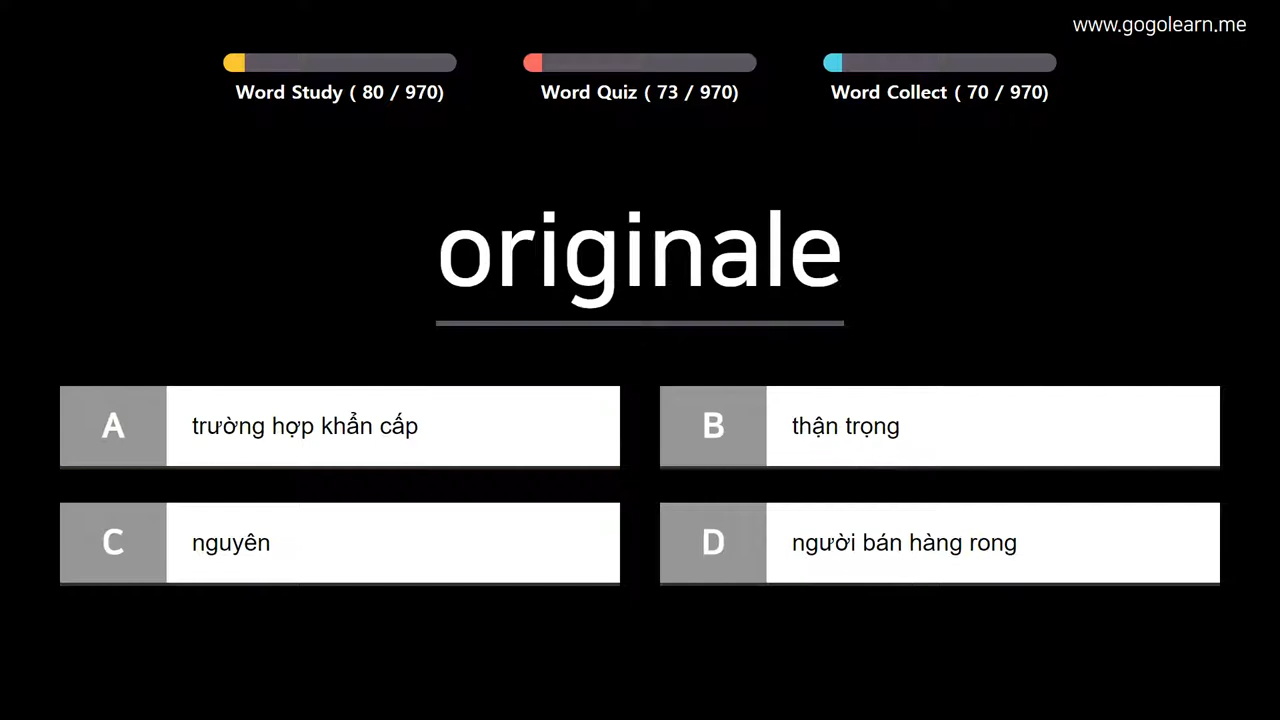 www.gogolearn.me
Word Study ( 80 / 970)
Word Quiz ( 73 / 970)
Word Collect ( 70 / 970)
originale
A trường hợp khẩn cấp
B thận trọng
C nguyên
D người bán hàng rong